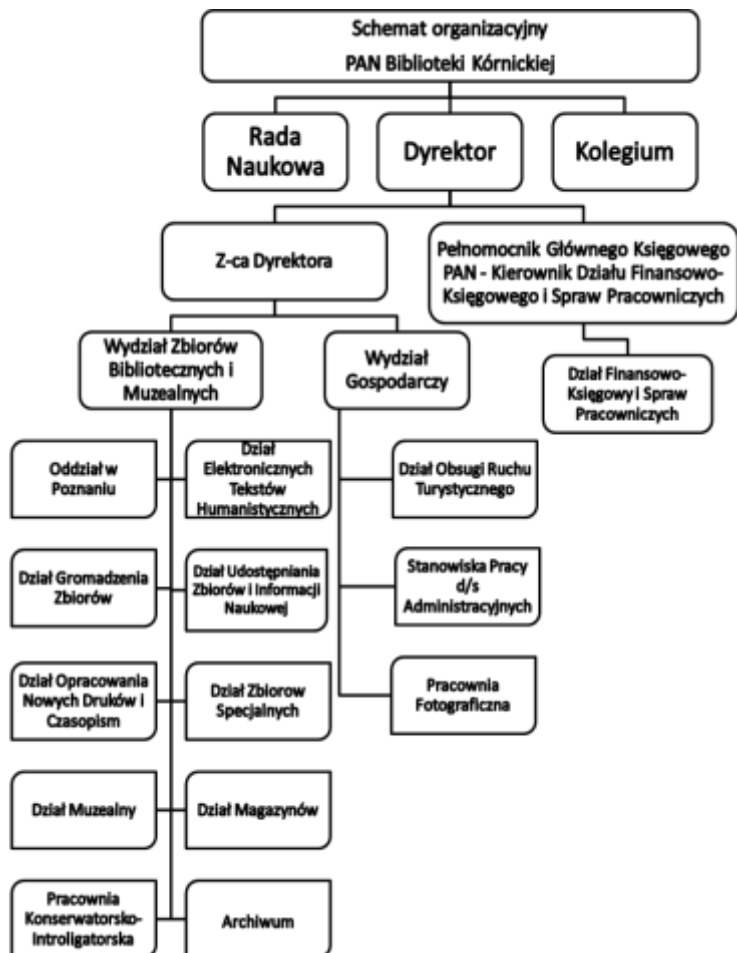 Schemat organizacyjny
PAN Biblioteki Kórnickiej
Rada
Naukowa
Dyrektor
Kolegium
Z-ca Dyrektora
Pełnomocnik Głównego Księgowego
PAN - Kierownik Działu Finansowo-
Księgowego i Spraw Pracowniczych
Wydział Zbiorów
Bibliotecznych i
Muzealnych
Wydział
Gospodarczy
Dział Finansowo-
Księgowy i Spraw
Pracowniczych
Oddział w
Poznaniu
Dział
Elektronicznych
Tekstów
Humanistycznych
Dział Obsugi Ruchu
Turystycznego
Dział Gromadzenia
Zbiorów
Dział Udostępniania
Zbiorów i Informacji
Naukowej
Stanowiska Pracy
d/s
Administracyjnych
Dział Opracowania
Nowych Druków i
Czasopism
Dział Zbiorow
Specjalnych
Pracownia
Fotograficzna
Dział Muzealny
Dział Magazynów
Pracownia
Konserwatorsko-
Introligatorska
Archiwum